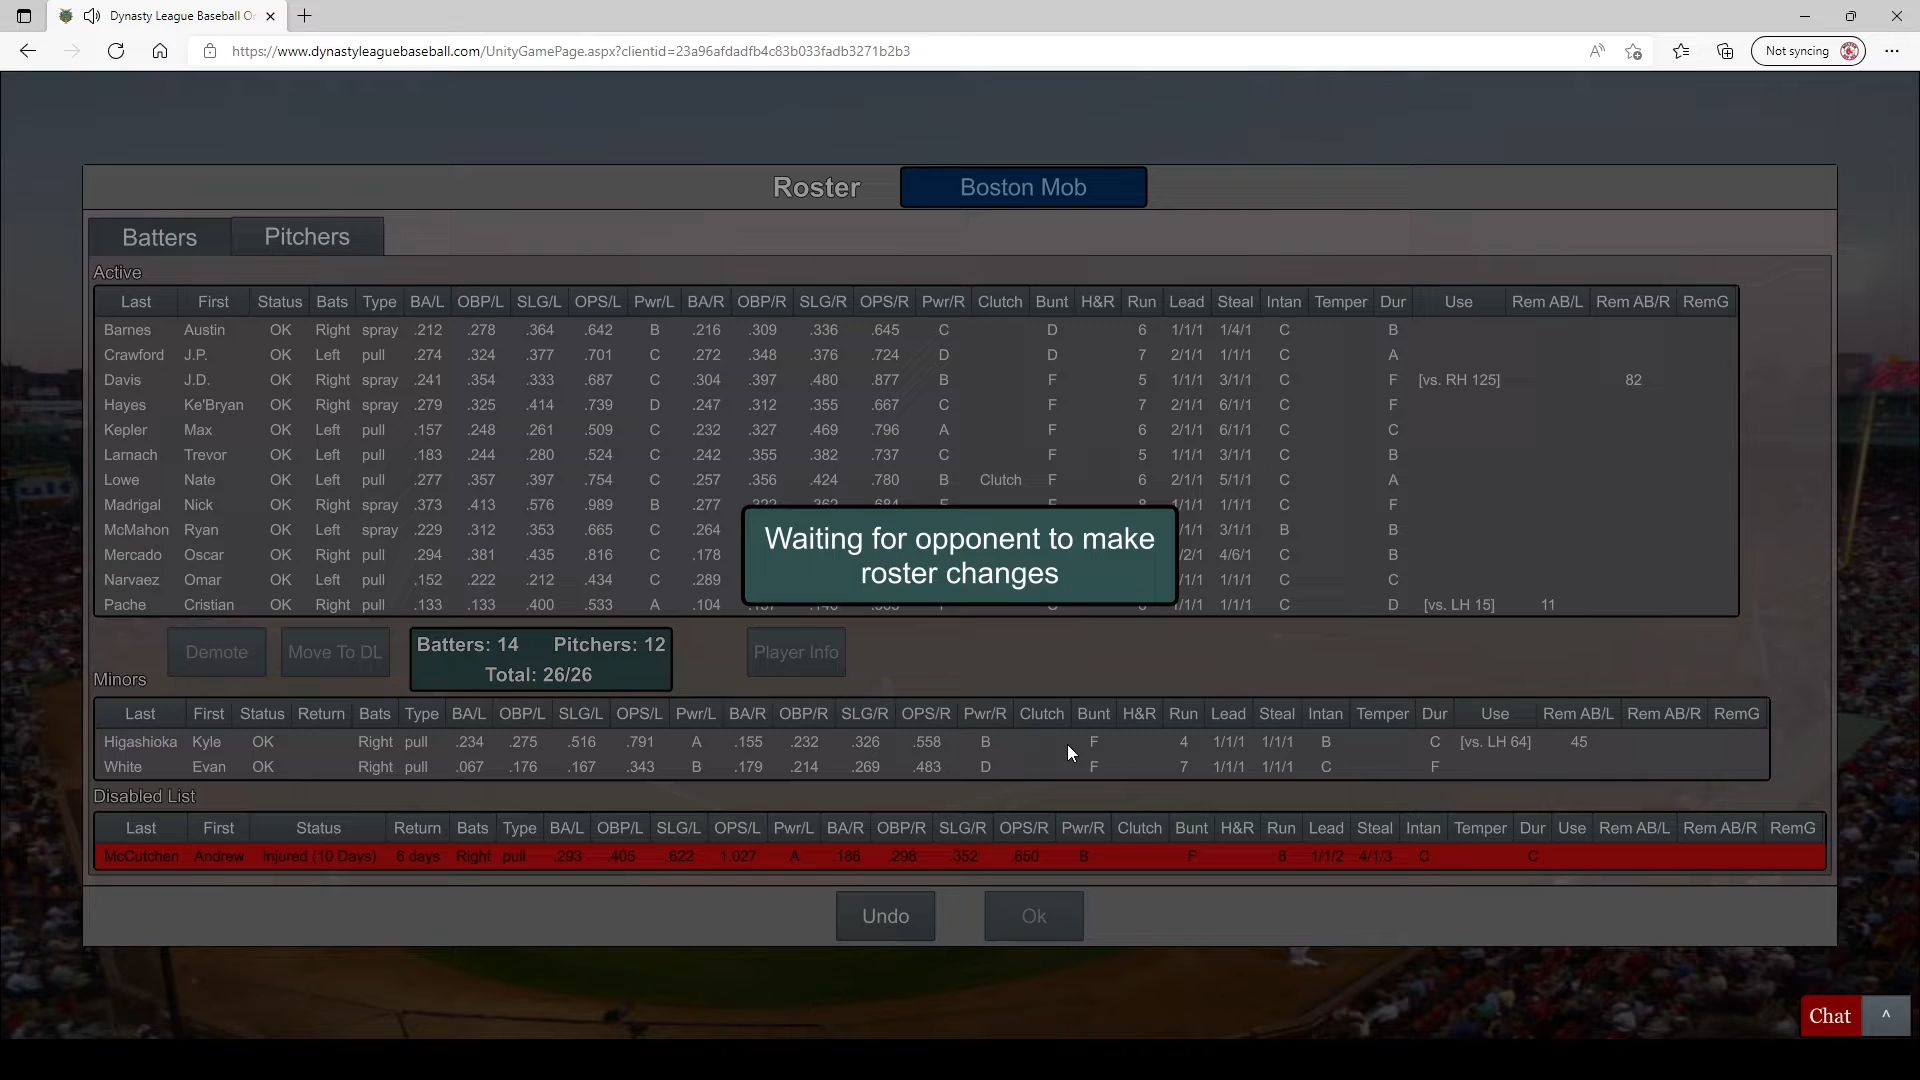 Dynasty League Baseball O
https://www.dynastyleaguebaseball.com/UnityGamePage.aspx?clientid=23a96afdadfb4c83b033fadb3271b2b3
Not syncing
Roster Boston Mob
Batters Pitchers
Active
Last First Status Bats Type BA/L OBP/L SLG/L OPS/L Pwr/L BA/R OBP/R SLG/R OPS/R Pwr/R Clutch Bunt H&R Run Lead Steal Intan Temper Dur Use Rem AB/L Rem AB/R RemG
Barnes Austin OK Right spray .212 .278 .364 .642 B .216 .309 .336 .645 C D 6 1/1/1 1/4/1 C B
Crawford J.P. OK Left pull .274 .324 .377 .701 C .272 .348 .376 .724 D D 7 2/1/1 1/1/1 C A
Davis J.D. OK Right spray .241 .354 .333 .687 C .304 .397 .480 .877 B F 5 1/1/1 3/1/1 C F [vs. RH 125] 82
Hayes Ke'Bryan OK Right spray .279 .325 .414 .739 D .247 .312 .355 .667 C F 7 2/1/1 6/1/1 C F
Kepler Max OK Left pull .157 .248 .261 .509 C .232 .327 .469 .796 A F 6 2/1/1 6/1/1 C C
Larnach Trevor OK Left pull .183 .244 .280 .524 C .242 .355 .382 .737 C F 5 1/1/1 3/1/1 C B
Lowe Nate OK Left pull .277 .357 .397 .754 C .257 .356 .424 .780 B Clutch F 6 2/1/1 5/1/1 C A
Madrigal Nick OK Right spray .373 .413 .576 .989 B .277 1/1/1 C F
McMahon Ryan OK Left spray .229 .312 .353 .665 C .264 3/1/1 B B
Mercado Oscar OK Right pull .294 .381 .435 .816 C .178 4/6/1 C B
Narvaez Omar OK Left pull .152 .222 .212 .434 C .289 1/1/1 C C
Pache Cristian OK Right pull .133 .133 .400 .533 A .104 1/1/1 C D [vs. LH 15] 11
Waiting for opponent to make
roster changes
Demote Move To DL Batters: 14 Pitchers: 12 Player Info
Total: 26/26
Minors
Last First Status Return Bats Type BA/L OBP/L SLG/L OPS/L Pwr/L BA/R OBP/R SLG/R OPS/R Pwr/R Clutch Bunt H&R Run Lead Steal Intan Temper Dur Use Rem AB/L Rem AB/R RemG
Higashioka Kyle OK Right pull .234 .275 .516 .791 A .155 .232 .326 .558 B F 4 1/1/1 1/1/1 B C [vs. LH 64] 45
White Evan OK Right pull .067 .176 .167 .343 B .179 .214 .269 .483 D F 7 1/1/1 1/1/1 C F
Disabled List
Last First Status Return Bats Type BA/L OBP/L SLG/L OPS/L Pwr/L BA/R OBP/R SLG/R OPS/R Pwr/R Clutch Bunt H&R Run Lead Steal Intan Temper Dur Use Rem AB/L Rem AB/R RemG
McCutchen Andrew Injured (10 Days) 6 days Right pull .293 .405 .622 1.027 A .186 .298 .352 .650 B F 8 1/1/2 4/1/3 C C
Undo Ok
Chat ^